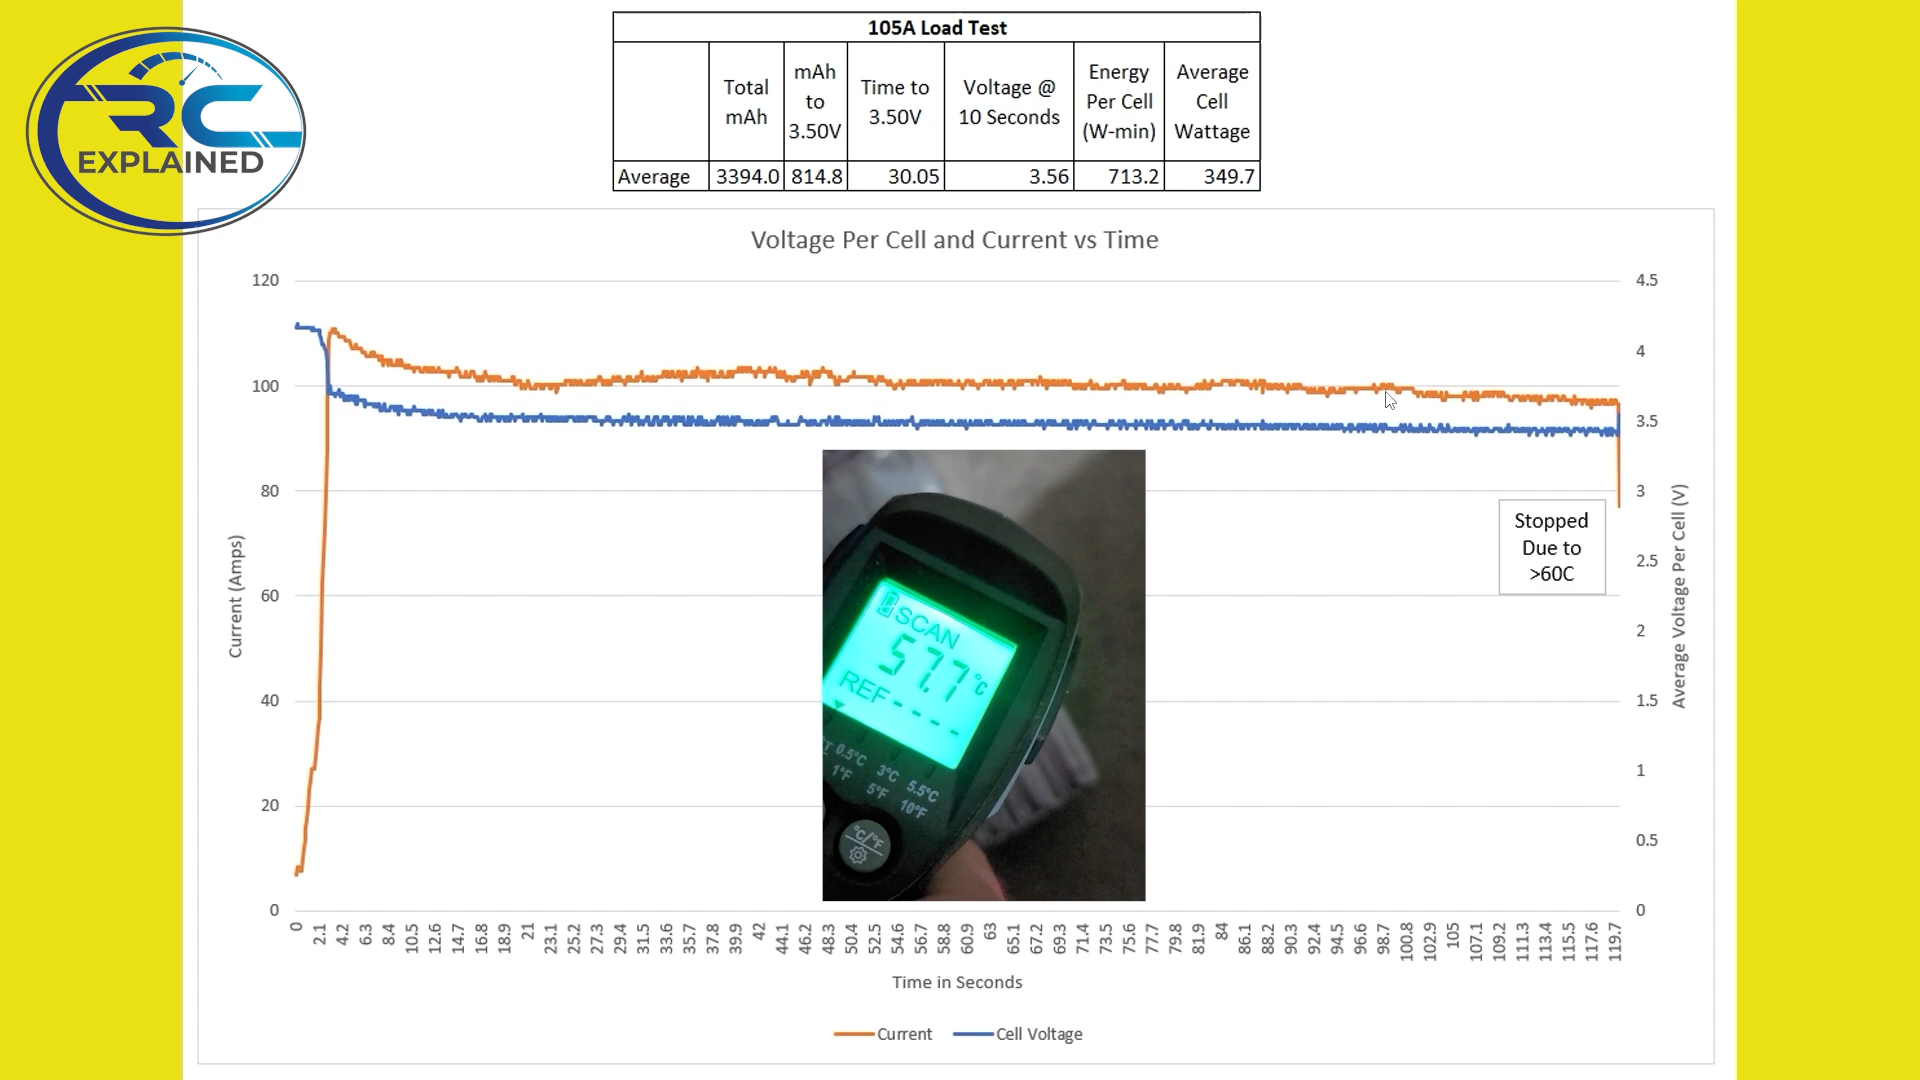 RC
EXPLAINED
105A Load Test
Total mAh
mAh to 3.50V
Time to 3.50V
Voltage @ 10 Seconds
Energy Per Cell (W-min)
Average Cell Wattage
Average 3394.0 814.8 30.05 3.56 713.2 349.7
Voltage Per Cell and Current vs Time
120
100
80
60
40
20
0
Current (Amps)
4.5
4
3.5
3
2.5
2
1.5
1
0.5
0
Average Voltage Per Cell (V)
Stopped
Due to
>60C
SCAN
57.7 °C
REF - - - -
0.5°C 3°C 5.5°C
1°F 5°F 10°F
°C/°F
0 2.1 4.2 6.3 8.4 10.5 12.6 14.7 16.8 18.9 21 23.1 25.2 27.3 29.4 31.5 33.6 35.7 37.8 39.9 42 44.1 46.2 48.3 50.4 52.5 54.6 56.7 58.8 60.9 63 65.1 67.2 69.3 71.4 73.5 75.6 77.7 79.8 81.9 84 86.1 88.2 90.3 92.4 94.5 96.6 98.7 100.8 102.9 105 107.1 109.2 111.3 113.4 115.5 117.6 119.7
Time in Seconds
Current Cell Voltage